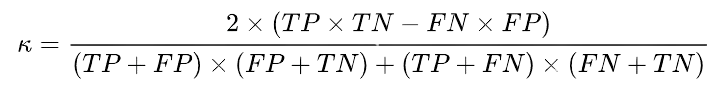 κ = 2 × (TP × TN − FN × FP) / (TP + FP) × (FP + TN) + (TP + FN) × (FN + TN)